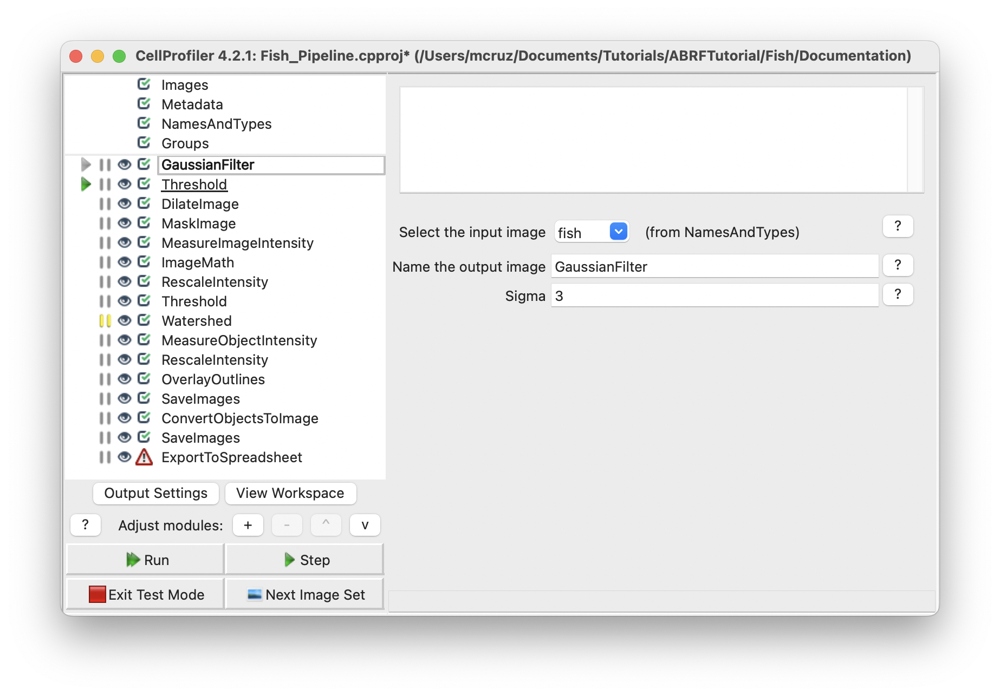 CellProfiler 4.2.1: Fish_Pipeline.cpproj* (/Users/mcruz/Documents/Tutorials/ABRFTutorial/Fish/Documentation)
Images
Metadata
NamesAndTypes
Groups
GaussianFilter
Threshold
DilateImage
MaskImage
MeasureImageIntensity
ImageMath
RescaleIntensity
Threshold
Watershed
MeasureObjectIntensity
RescaleIntensity
OverlayOutlines
SaveImages
ConvertObjectsToImage
SaveImages
ExportToSpreadsheet
Output Settings View Workspace
? Adjust modules: + - ^ v
Run Step
Exit Test Mode Next Image Set
Select the input image fish (from NamesAndTypes) ?
Name the output image GaussianFilter ?
Sigma 3 ?